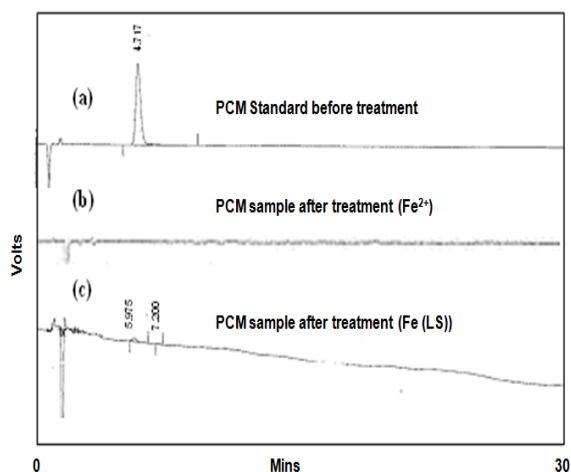 4.717
(a)
PCM Standard before treatment
(b)
PCM sample after treatment (Fe²⁺)
Volts
(c)
5.975
7.200
PCM sample after treatment (Fe (LS))
0
Mins
30